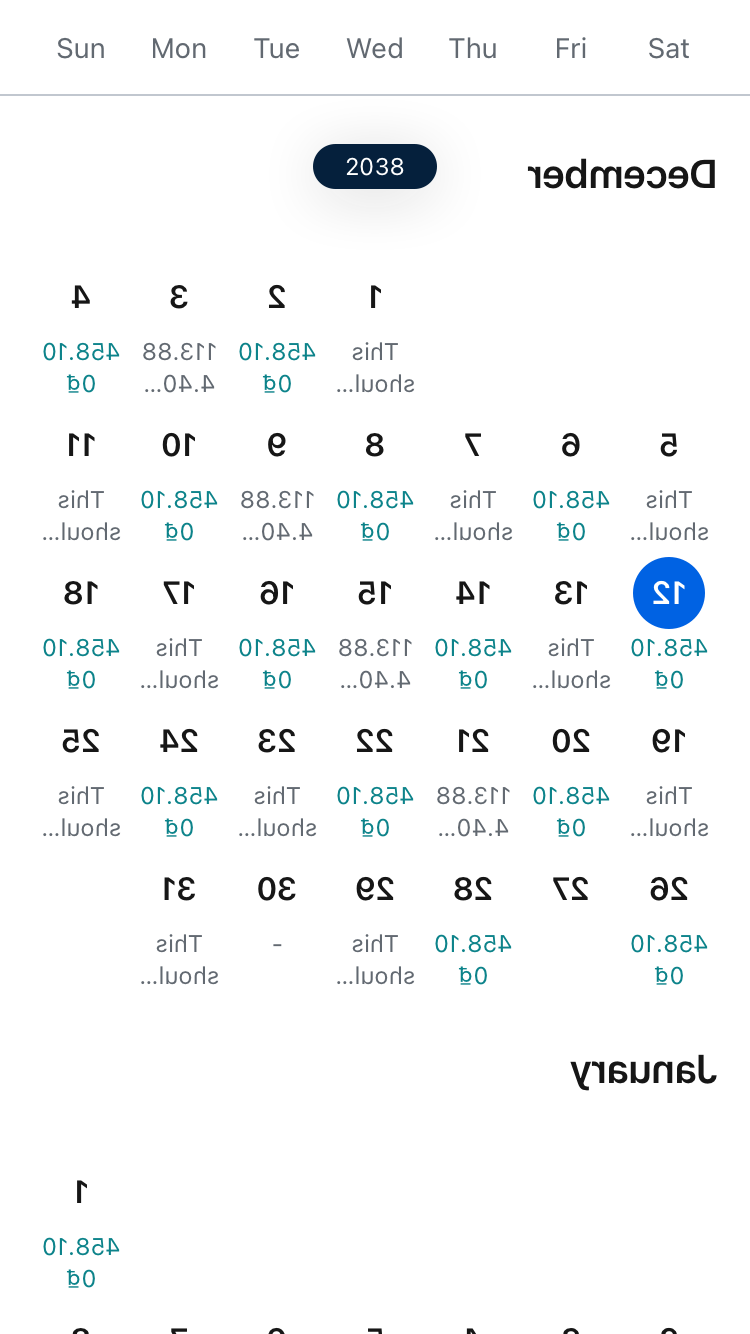 Sun Mon Tue Wed Thu Fri Sat
December 2038
1 2 3 4
This 458.10 113.88 458.10
shoul... 0₫ 4.40... 0₫
5 6 7 8 9 10 11
This 458.10 This 458.10 113.88 458.10 This
shoul... 0₫ shoul... 0₫ 4.40... 0₫ shoul...
12 13 14 15 16 17 18
458.10 This 458.10 113.88 458.10 This 458.10
0₫ shoul... 0₫ 4.40... 0₫ shoul... 0₫
19 20 21 22 23 24 25
This 458.10 113.88 458.10 This 458.10 This
shoul... 0₫ 4.40... 0₫ shoul... 0₫ shoul...
26 27 28 29 30 31
458.10 458.10 This - This
0₫ 0₫ shoul... shoul...
January
1
458.10
0₫